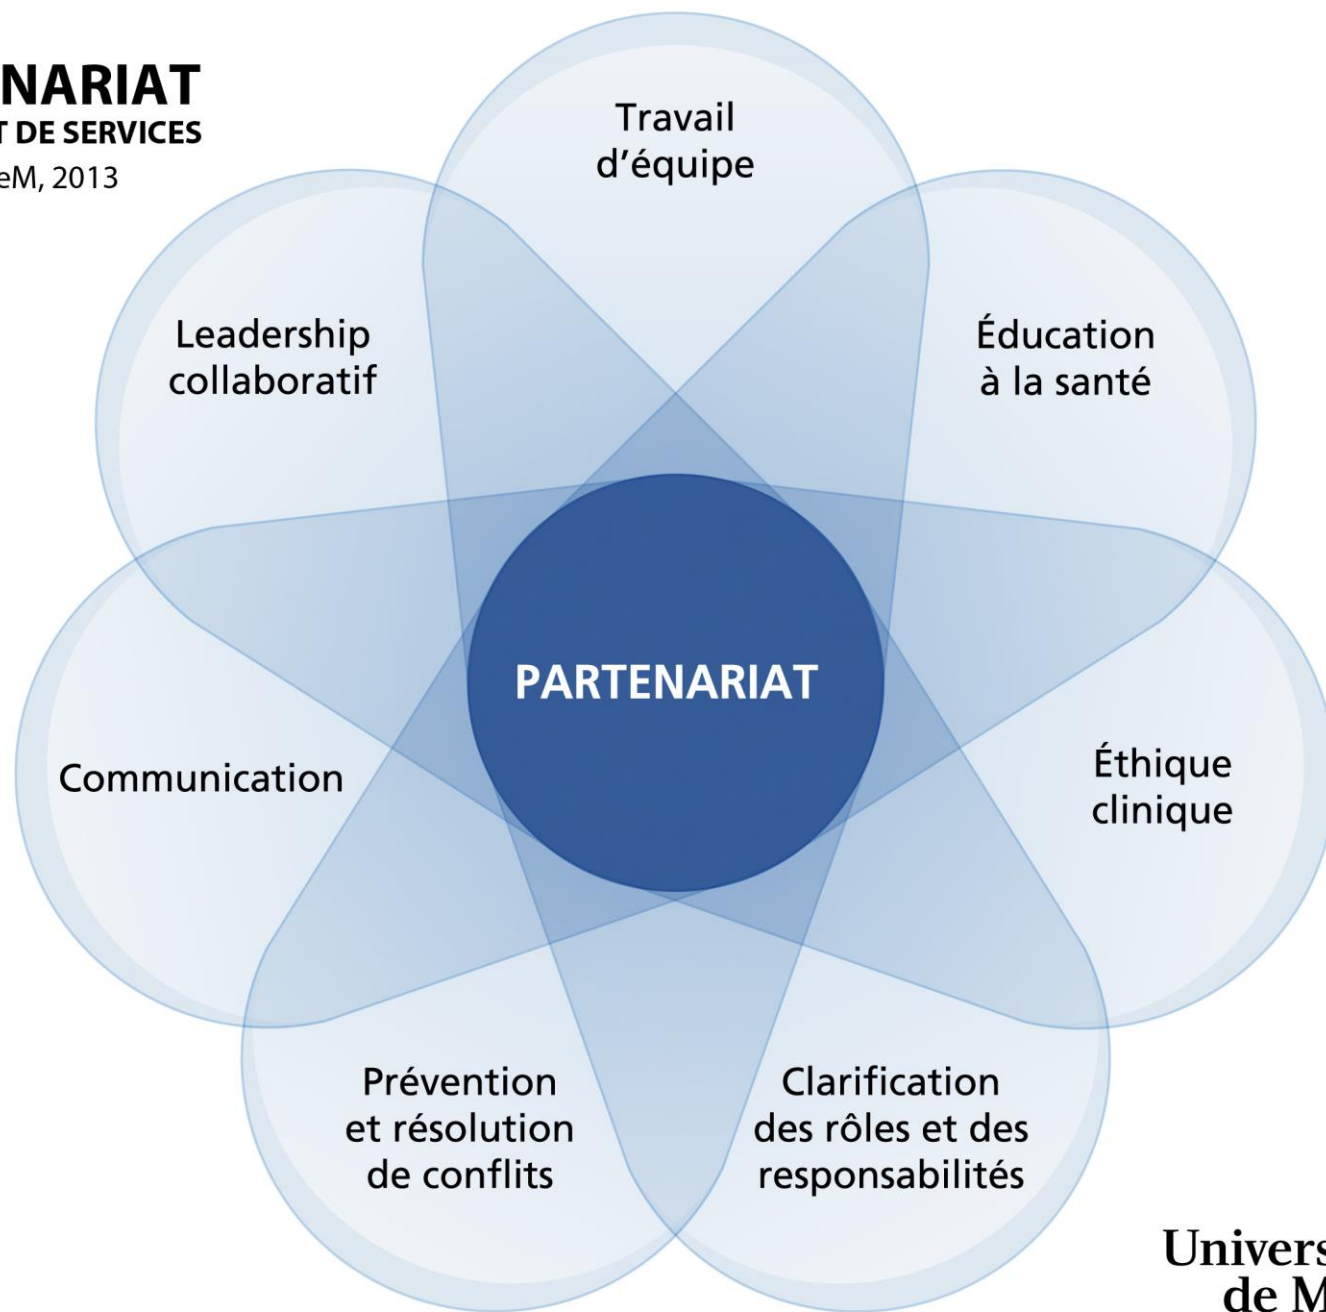 NARIAT
T DE SERVICES
eM, 2013
Travail
d’équipe
Leadership
collaboratif
Éducation
à la santé
PARTENARIAT
Communication
Éthique
clinique
Prévention
et résolution
de conflits
Clarification
des rôles et des
responsabilités
Univers
de M